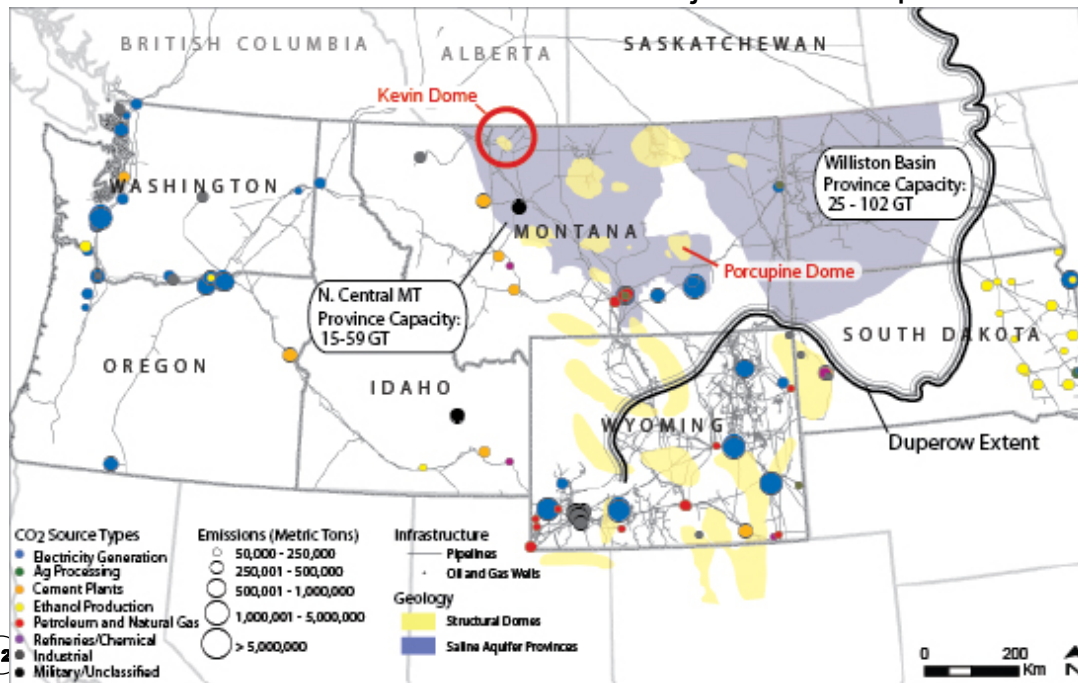 BRITISH COLUMBIA
ALBERTA
SASKATCHEWAN
Kevin Dome
WASHINGTON
MONTANA
Williston Basin
Province Capacity:
25 - 102 GT
Porcupine Dome
N. Central MT
Province Capacity:
15-59 GT
SOUTH DAKOTA
OREGON
IDAHO
WYOMING
Duperow Extent
CO2 Source Types
Electricity Generation
Ag Processing
Cement Plants
Ethanol Production
Petroleum and Natural Gas
Refineries/Chemical
Industrial
Military/Unclassified
Emissions (Metric Tons)
50,000 - 250,000
250,001 - 500,000
500,001 - 1,000,000
1,000,001 - 5,000,000
> 5,000,000
Infrastructure
Pipelines
Oil and Gas Wells
Geology
Structural Domes
Saline Aquifer Provinces
0 200
Km
N